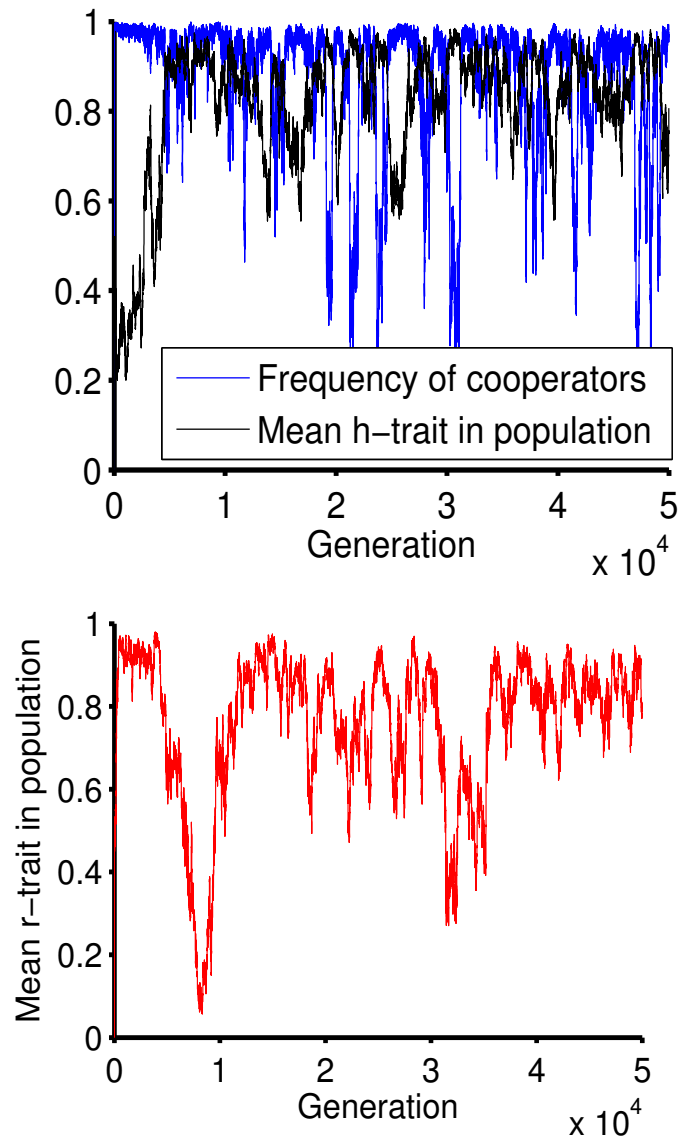 1
0.8
0.6
0.4
0.2
0
Frequency of cooperators
Mean h−trait in population
0 1 2 3 4 5
Generation
x 10^4
Mean r−trait in population
1
0.8
0.6
0.4
0.2
0
0 1 2 3 4 5
Generation
x 10^4